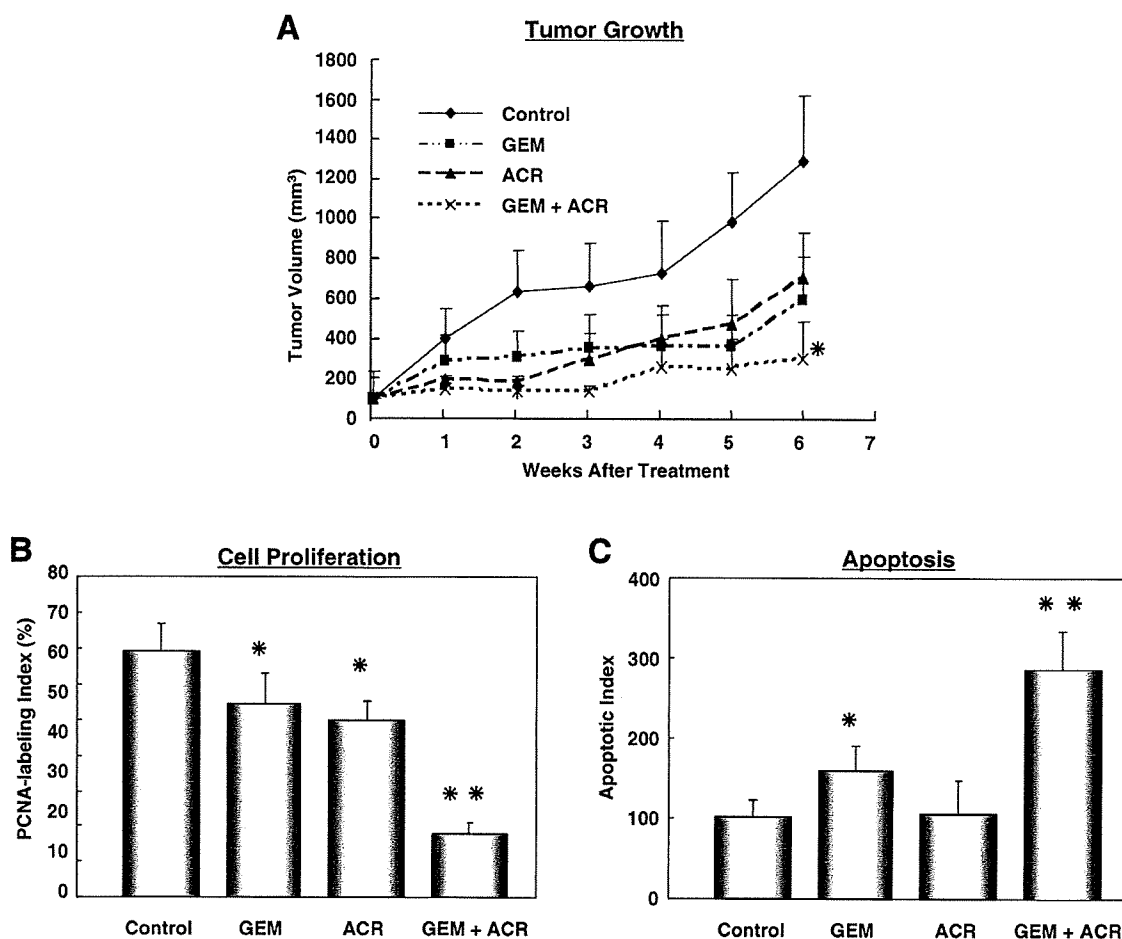 A
Tumor Growth
1800
1600
1400
1200
1000
800
600
400
200
0
Tumor Volume (mm³)
Control
GEM
ACR
GEM + ACR
*
0 1 2 3 4 5 6 7
Weeks After Treatment
B
Cell Proliferation
80
70
60
50
40
30
20
10
0
PCNA-labeling Index (%)
*
*
* *
Control GEM ACR GEM + ACR
C
Apoptosis
400
300
200
100
0
Apoptotic Index
*
* *
Control GEM ACR GEM + ACR